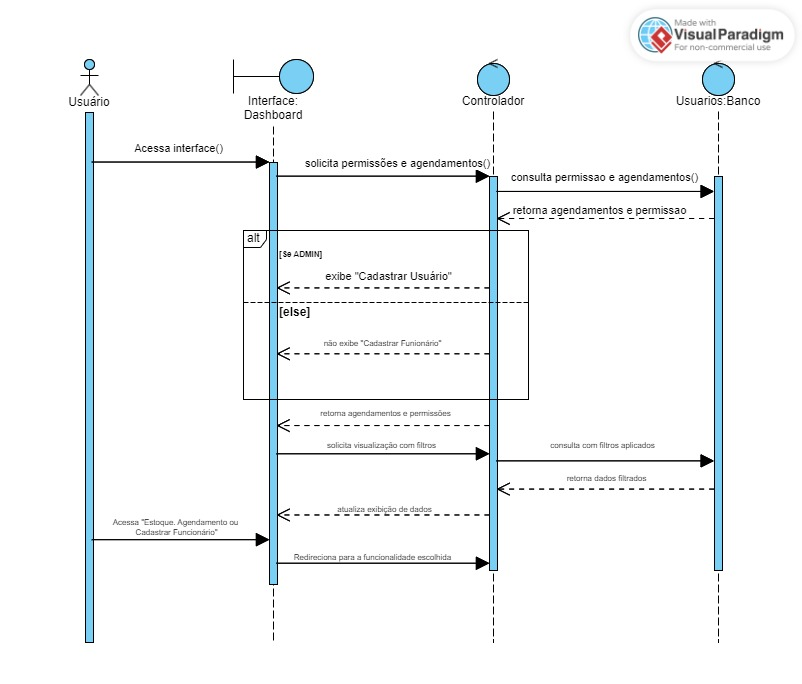 Made with
VisualParadigm
For non-commercial use
Usuário
Interface:
Dashboard
Controlador
Usuarios:Banco
Acessa interface()
solicita permissões e agendamentos()
consulta permissao e agendamentos()
retorna agendamentos e permissao
alt
[Se ADMIN]
exibe "Cadastrar Usuário"
[else]
não exibe "Cadastrar Funionário"
retorna agendamentos e permissões
solicita visualização com filtros
consulta com filtros aplicados
retorna dados filtrados
atualiza exibição de dados
Acessa "Estoque. Agendamento ou
Cadastrar Funcionário"
Redireciona para a funcionalidade escolhida